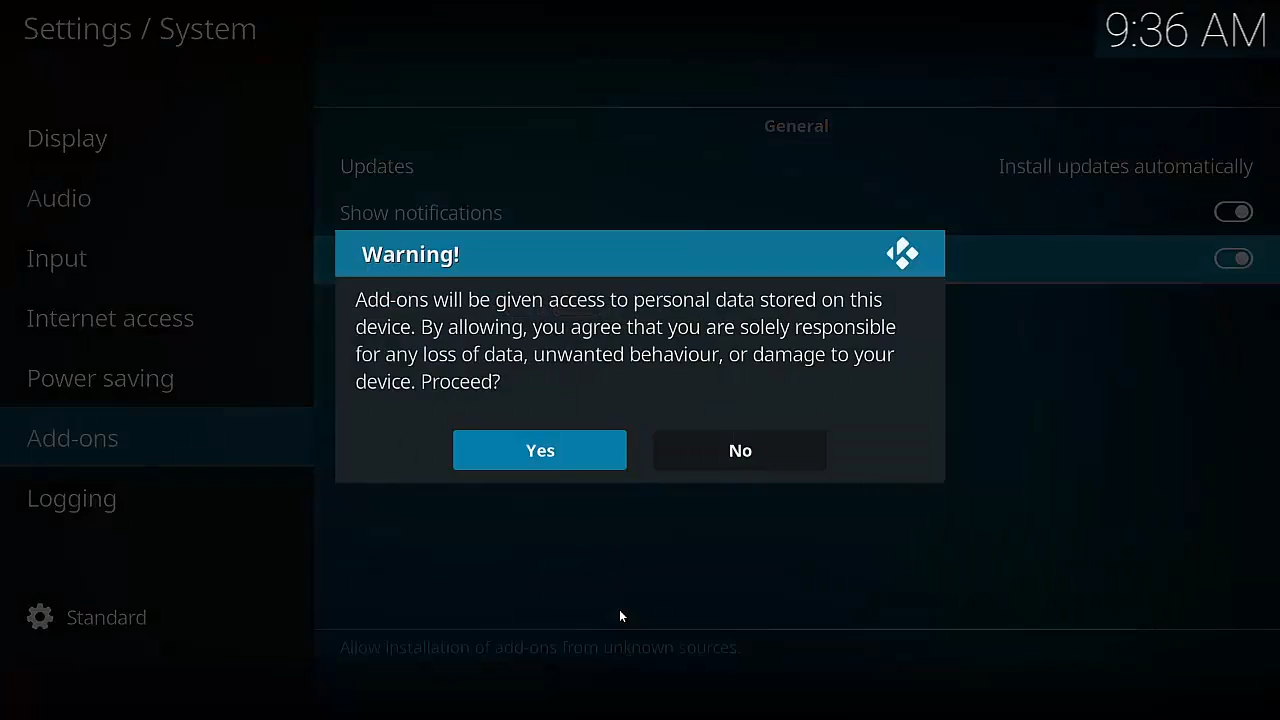 Settings / System
9:36 AM
Display
Audio
Input
Internet access
Power saving
Add-ons
Logging
Standard
General
Updates
Install updates automatically
Show notifications
Warning!
Add-ons will be given access to personal data stored on this
device. By allowing, you agree that you are solely responsible
for any loss of data, unwanted behaviour, or damage to your
device. Proceed?
Yes
No
Allow installation of add-ons from unknown sources.